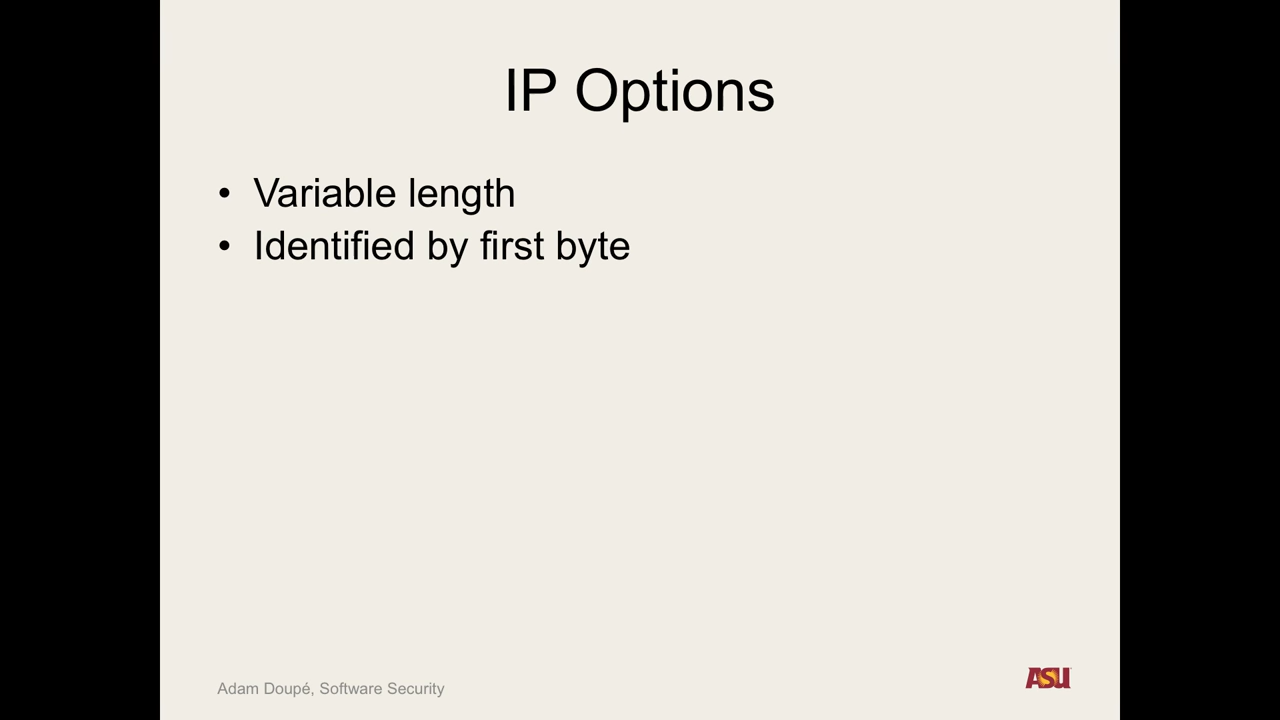 IP Options
• Variable length
• Identified by first byte
Adam Doupé, Software Security
ASU